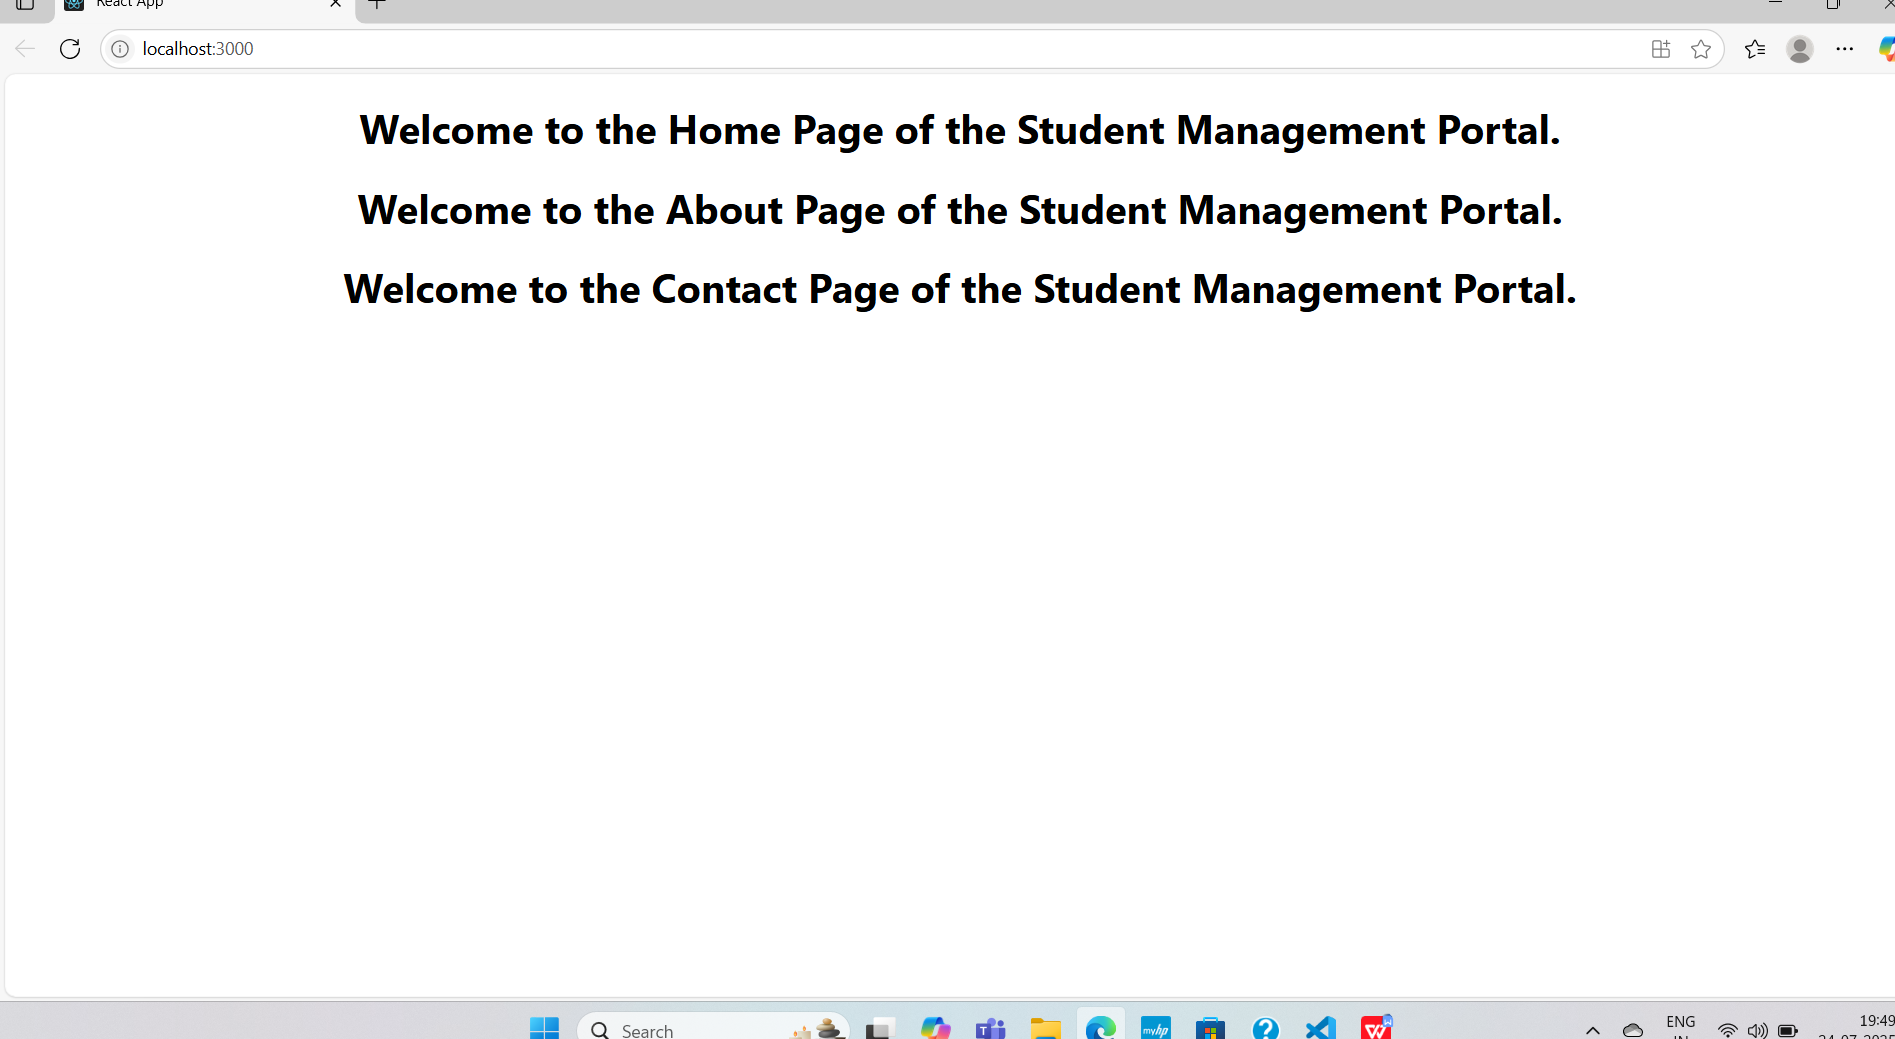 React App
localhost:3000
Welcome to the Home Page of the Student Management Portal.
Welcome to the About Page of the Student Management Portal.
Welcome to the Contact Page of the Student Management Portal.
Search
myhp
ENG
19:49